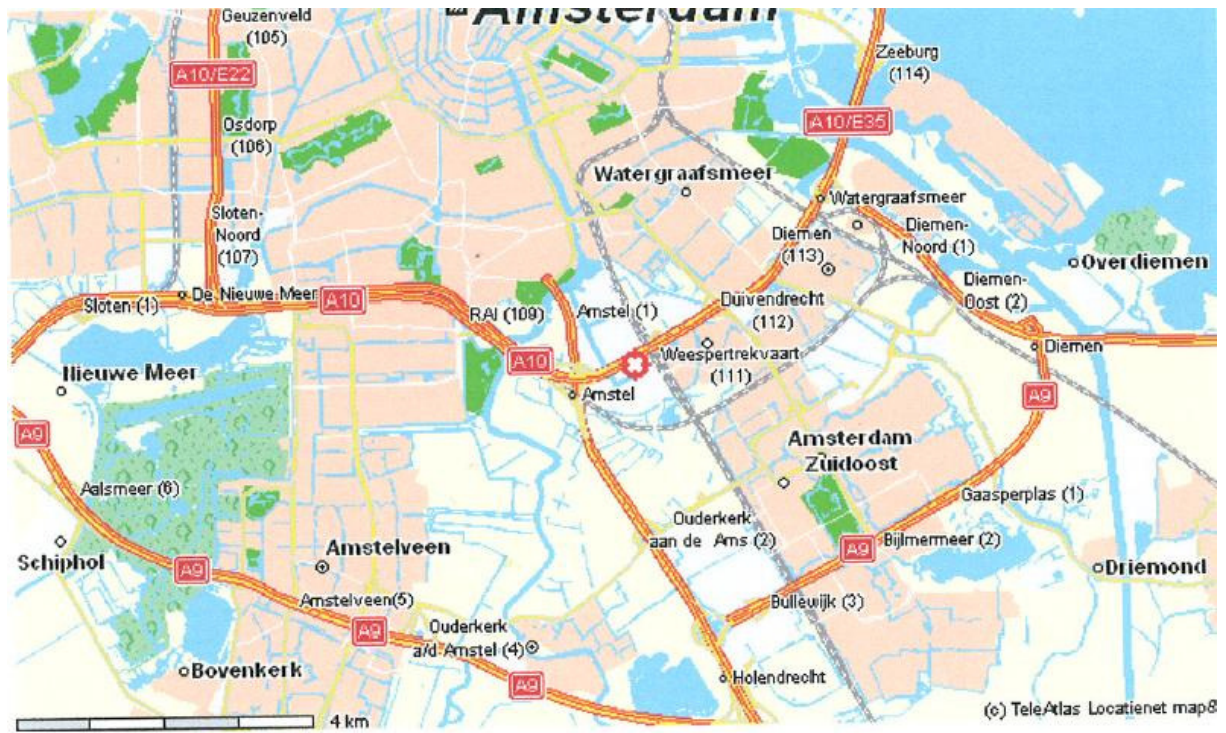 Amsterdam
Geuzenveld
(105)
Zeeburg
(114)
A10/E22
A10/E35
Osdorp
(106)
Watergraafsmeer
Watergraafsmeer
Sloten-
Noord
(107)
Diemen
(113)
Diemen-
Noord (1)
Overdiemen
Diemen-
Oost (2)
Sloten (1)
De Nieuwe Meer
A10
RAI (109)
Amstel (1)
Duivendrecht
(112)
Weespertrekvaart
(111)
Diemen
A10
Nieuwe Meer
Amstel
A9
A9
Amsterdam
Zuidoost
Aalsmeer (6)
Gaasperplas (1)
Ouderkerk
aan de Ams (2)
Bijlmermeer (2)
A9
Schiphol
Amstelveen
A9
Driemond
Amstelveen(5)
Bullewijk (3)
A9
Ouderkerk
a/d. Amstel (4)
Bovenkerk
A9
Holendrecht
4 km
(c) TeleAtlas Locatienet map8